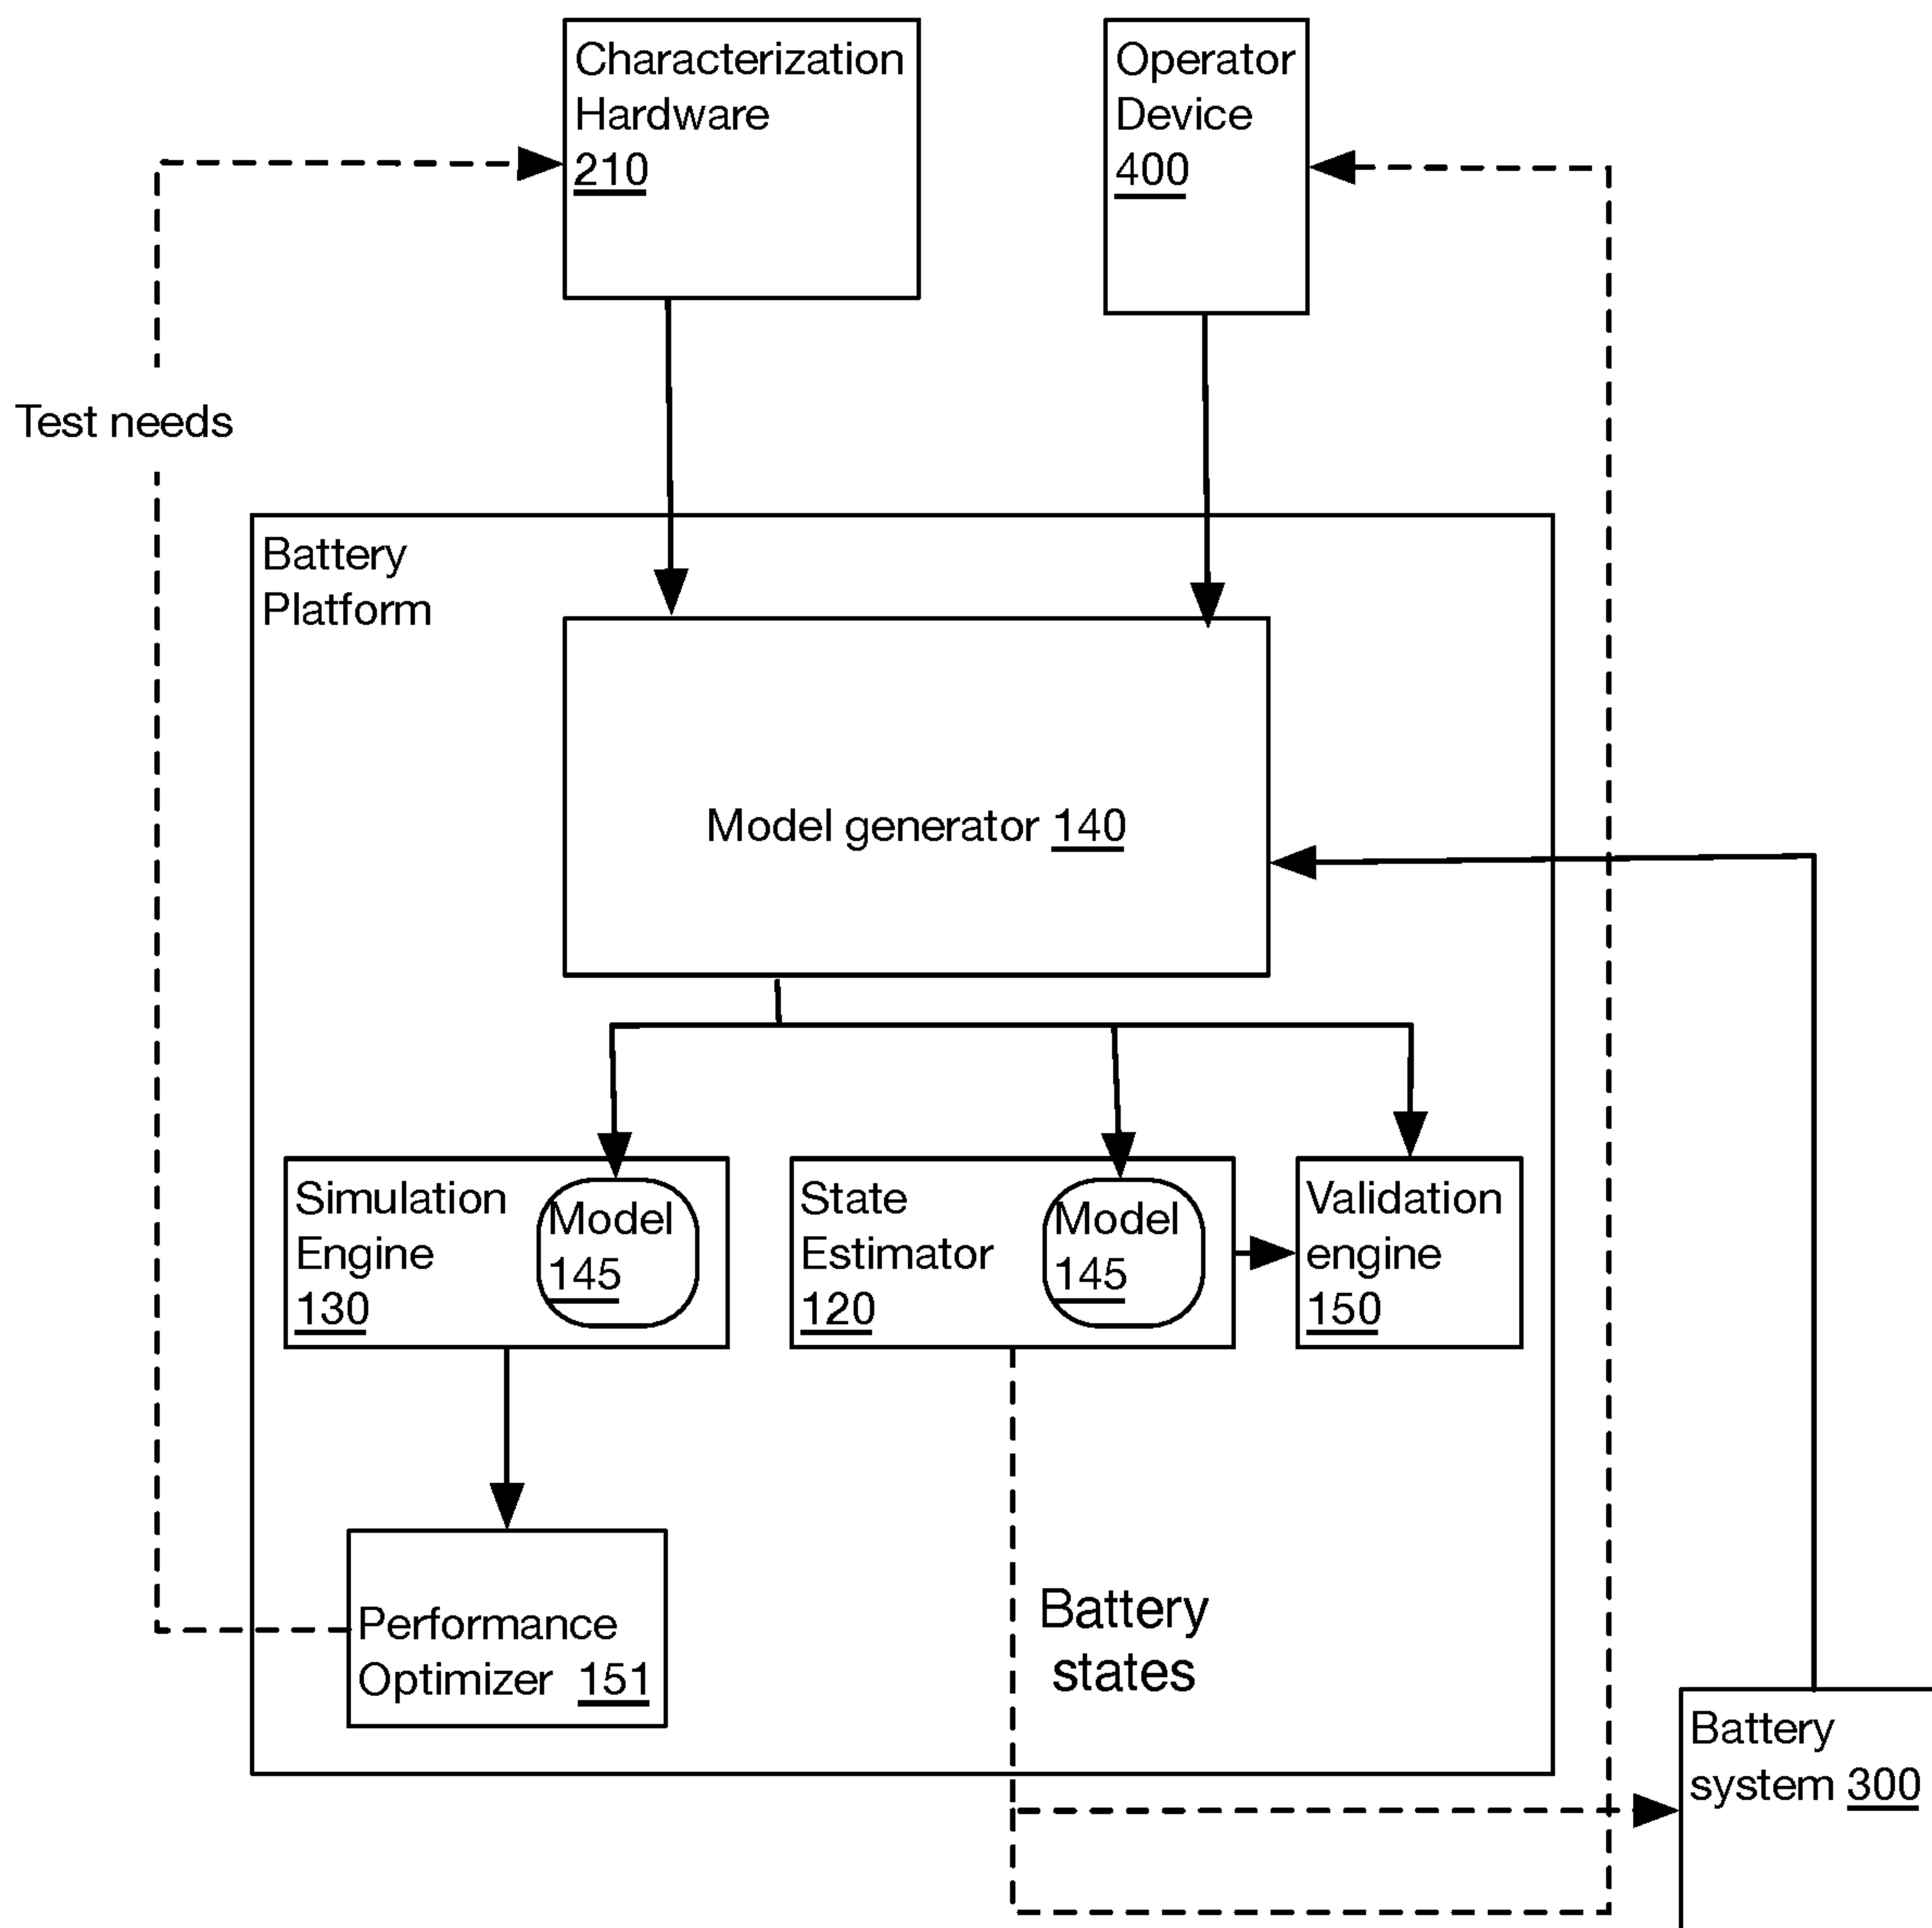 Characterization
Hardware
210
Operator
Device
400
Test needs
Battery
Platform
Model generator 140
Simulation
Engine
130
Model
145
State
Estimator
120
Model
145
Validation
engine
150
Performance
Optimizer 151
Battery
states
Battery
system 300